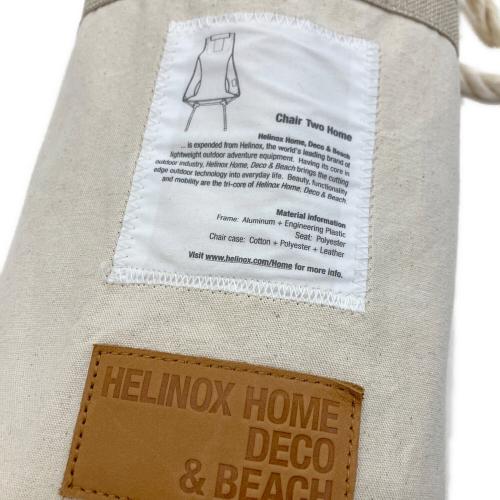 Chair Two Home
Helinox Home, Deco & Beach
... is expended from Helinox, the world's leading brand of
lightweight outdoor adventure equipment. Having its core in
outdoor industry, Helinox Home, Deco & Beach brings the cutting
edge outdoor technology into everyday life. Beauty, functionality
and mobility are the tri-core of Helinox Home, Deco & Beach.
Material information
Frame: Aluminum + Engineering Plastic
Seat: Polyester
Chair case: Cotton + Polyester + Leather
Visit www.helinox.com/Home for more info.
HELINOX HOME
DECO
& BEACH